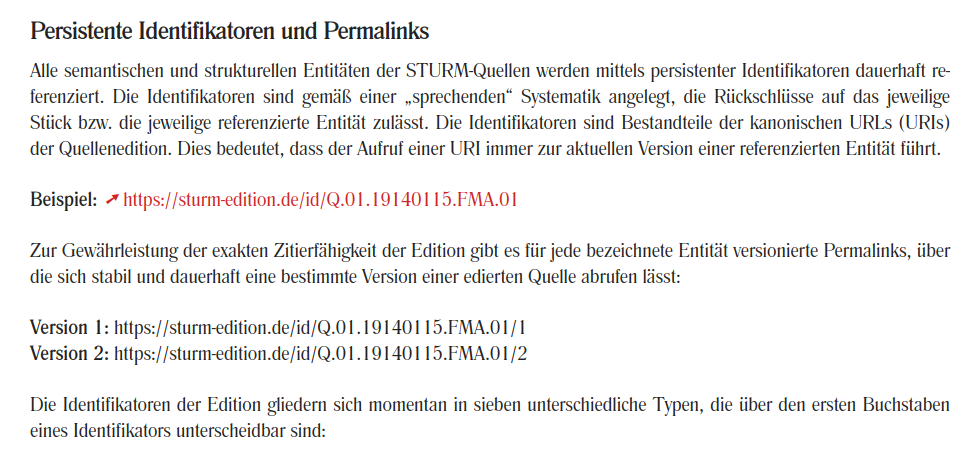 Persistente Identifikatoren und Permalinks
Alle semantischen und strukturellen Entitäten der STURM-Quellen werden mittels persistenter Identifikatoren dauerhaft re-
ferenziert. Die Identifikatoren sind gemäß einer „sprechenden“ Systematik angelegt, die Rückschlüsse auf das jeweilige
Stück bzw. die jeweilige referenzierte Entität zulässt. Die Identifikatoren sind Bestandteile der kanonischen URLs (URIs)
der Quellenedition. Dies bedeutet, dass der Aufruf einer URI immer zur aktuellen Version einer referenzierten Entität führt.
Beispiel: ➚ https://sturm-edition.de/id/Q.01.19140115.FMA.01
Zur Gewährleistung der exakten Zitierfähigkeit der Edition gibt es für jede bezeichnete Entität versionierte Permalinks, über
die sich stabil und dauerhaft eine bestimmte Version einer edierten Quelle abrufen lässt:
Version 1: https://sturm-edition.de/id/Q.01.19140115.FMA.01/1
Version 2: https://sturm-edition.de/id/Q.01.19140115.FMA.01/2
Die Identifikatoren der Edition gliedern sich momentan in sieben unterschiedliche Typen, die über den ersten Buchstaben
eines Identifikators unterscheidbar sind: